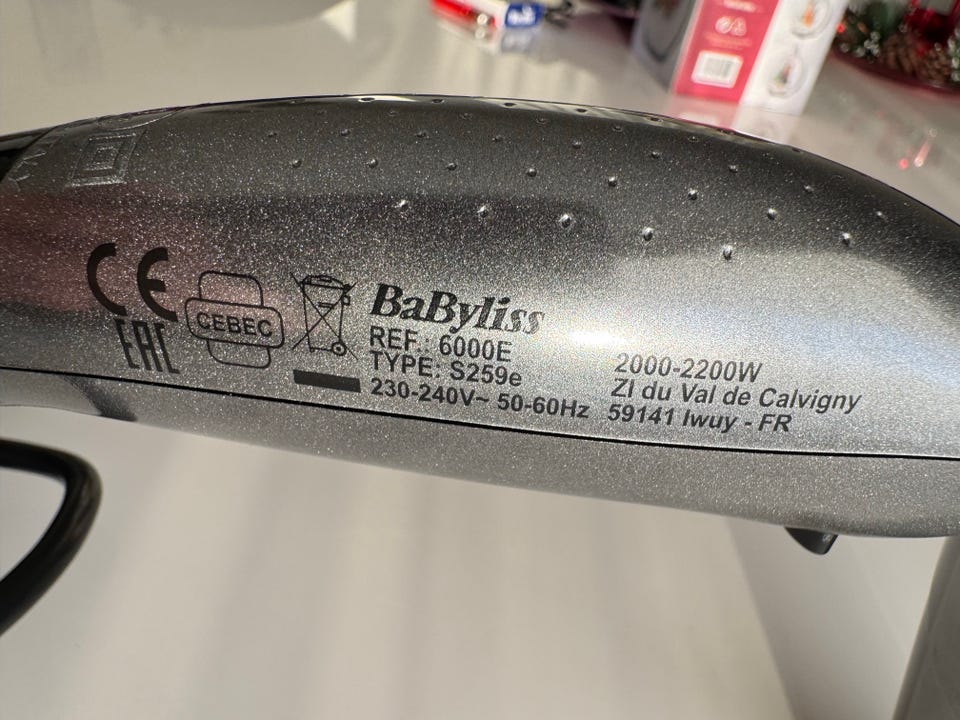 CE
EAC
CEBEC
BaByliss
REF.: 6000E
TYPE: S259e
230-240V~ 50-60Hz
2000-2200W
ZI du Val de Calvigny
59141 Iwuy - FR